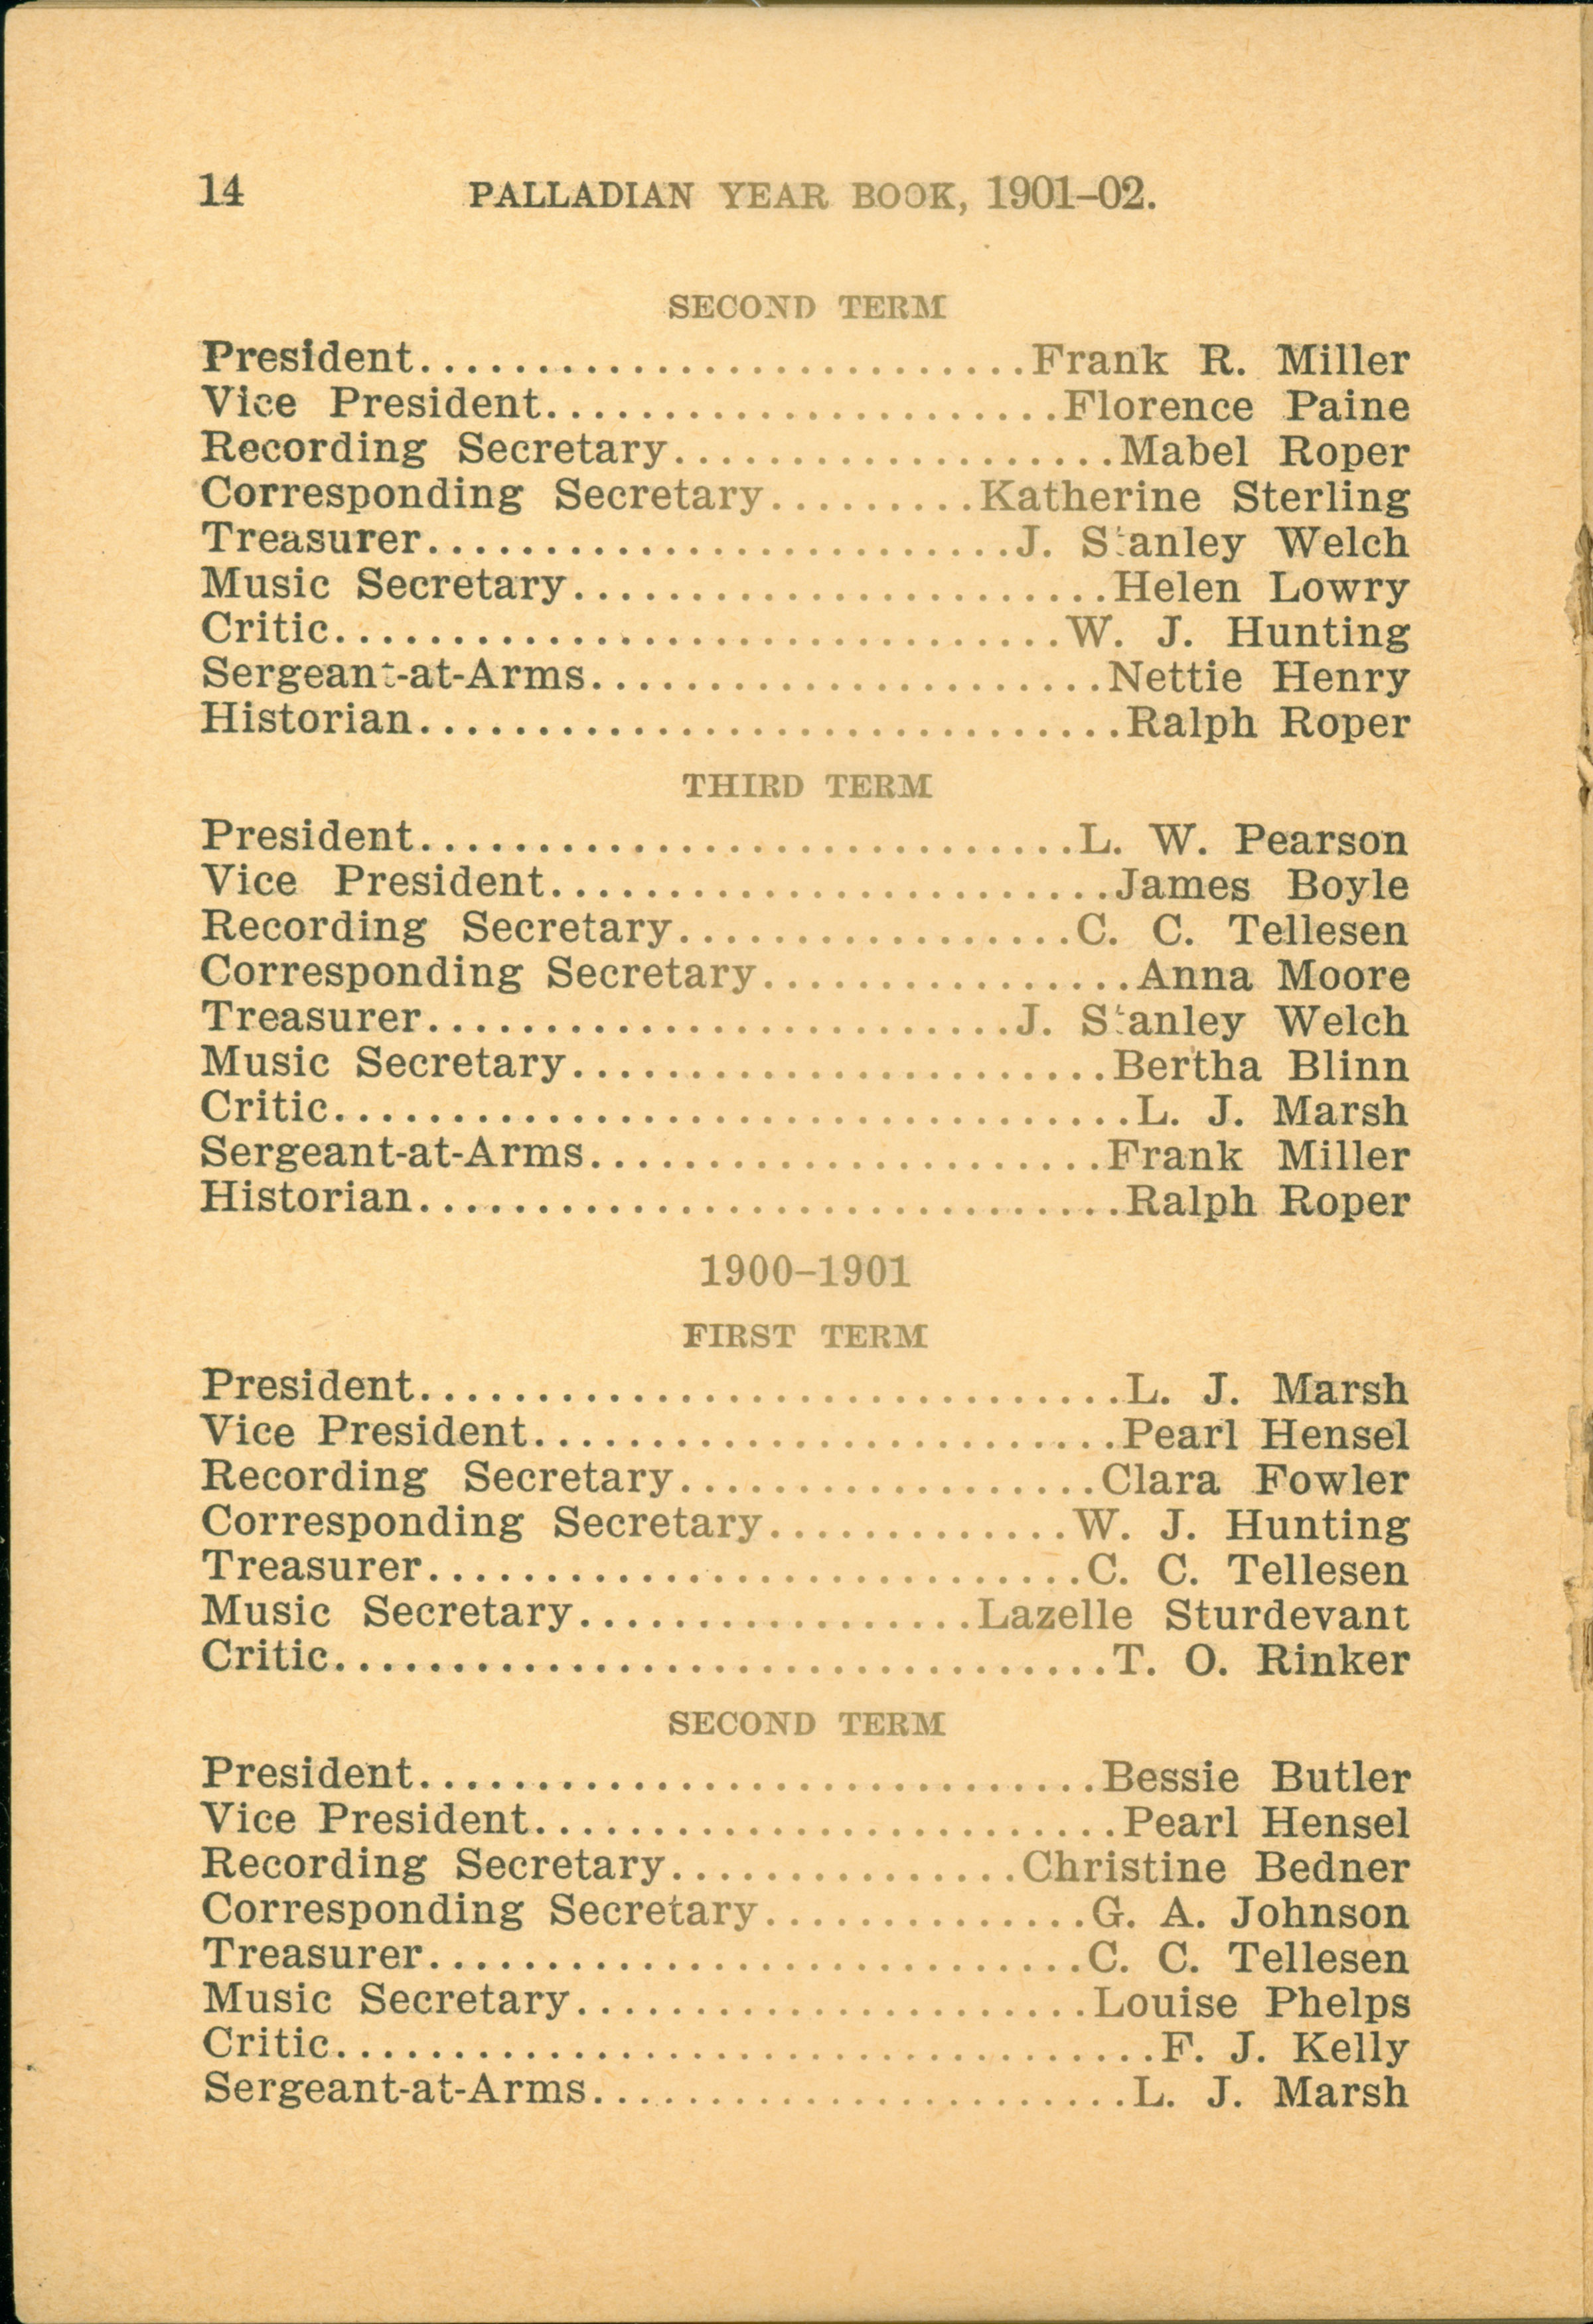 14 PALLADIAN YEAR BOOK, 1901–02.
SECOND TERM
President..........................Frank R. Miller
Vice President......................Florence Paine
Recording Secretary...................Mabel Roper
Corresponding Secretary.........Katherine Sterling
Treasurer.........................J. Stanley Welch
Music Secretary.......................Helen Lowry
Critic...............................W. J. Hunting
Sergeant-at-Arms......................Nettie Henry
Historian..............................Ralph Roper
THIRD TERM
President............................L. W. Pearson
Vice President........................James Boyle
Recording Secretary.................C. C. Tellesen
Corresponding Secretary................Anna Moore
Treasurer.........................J. Stanley Welch
Music Secretary.......................Bertha Blinn
Critic..................................L. J. Marsh
Sergeant-at-Arms......................Frank Miller
Historian..............................Ralph Roper
1900–1901
FIRST TERM
President..............................L. J. Marsh
Vice President.........................Pearl Hensel
Recording Secretary..................Clara Fowler
Corresponding Secretary.............W. J. Hunting
Treasurer............................C. C. Tellesen
Music Secretary.................Lazelle Sturdevant
Critic.................................T. O. Rinker
SECOND TERM
President.............................Bessie Butler
Vice President.........................Pearl Hensel
Recording Secretary...............Christine Bedner
Corresponding Secretary..............G. A. Johnson
Treasurer............................C. C. Tellesen
Music Secretary......................Louise Phelps
Critic...................................F. J. Kelly
Sergeant-at-Arms.......................L. J. Marsh